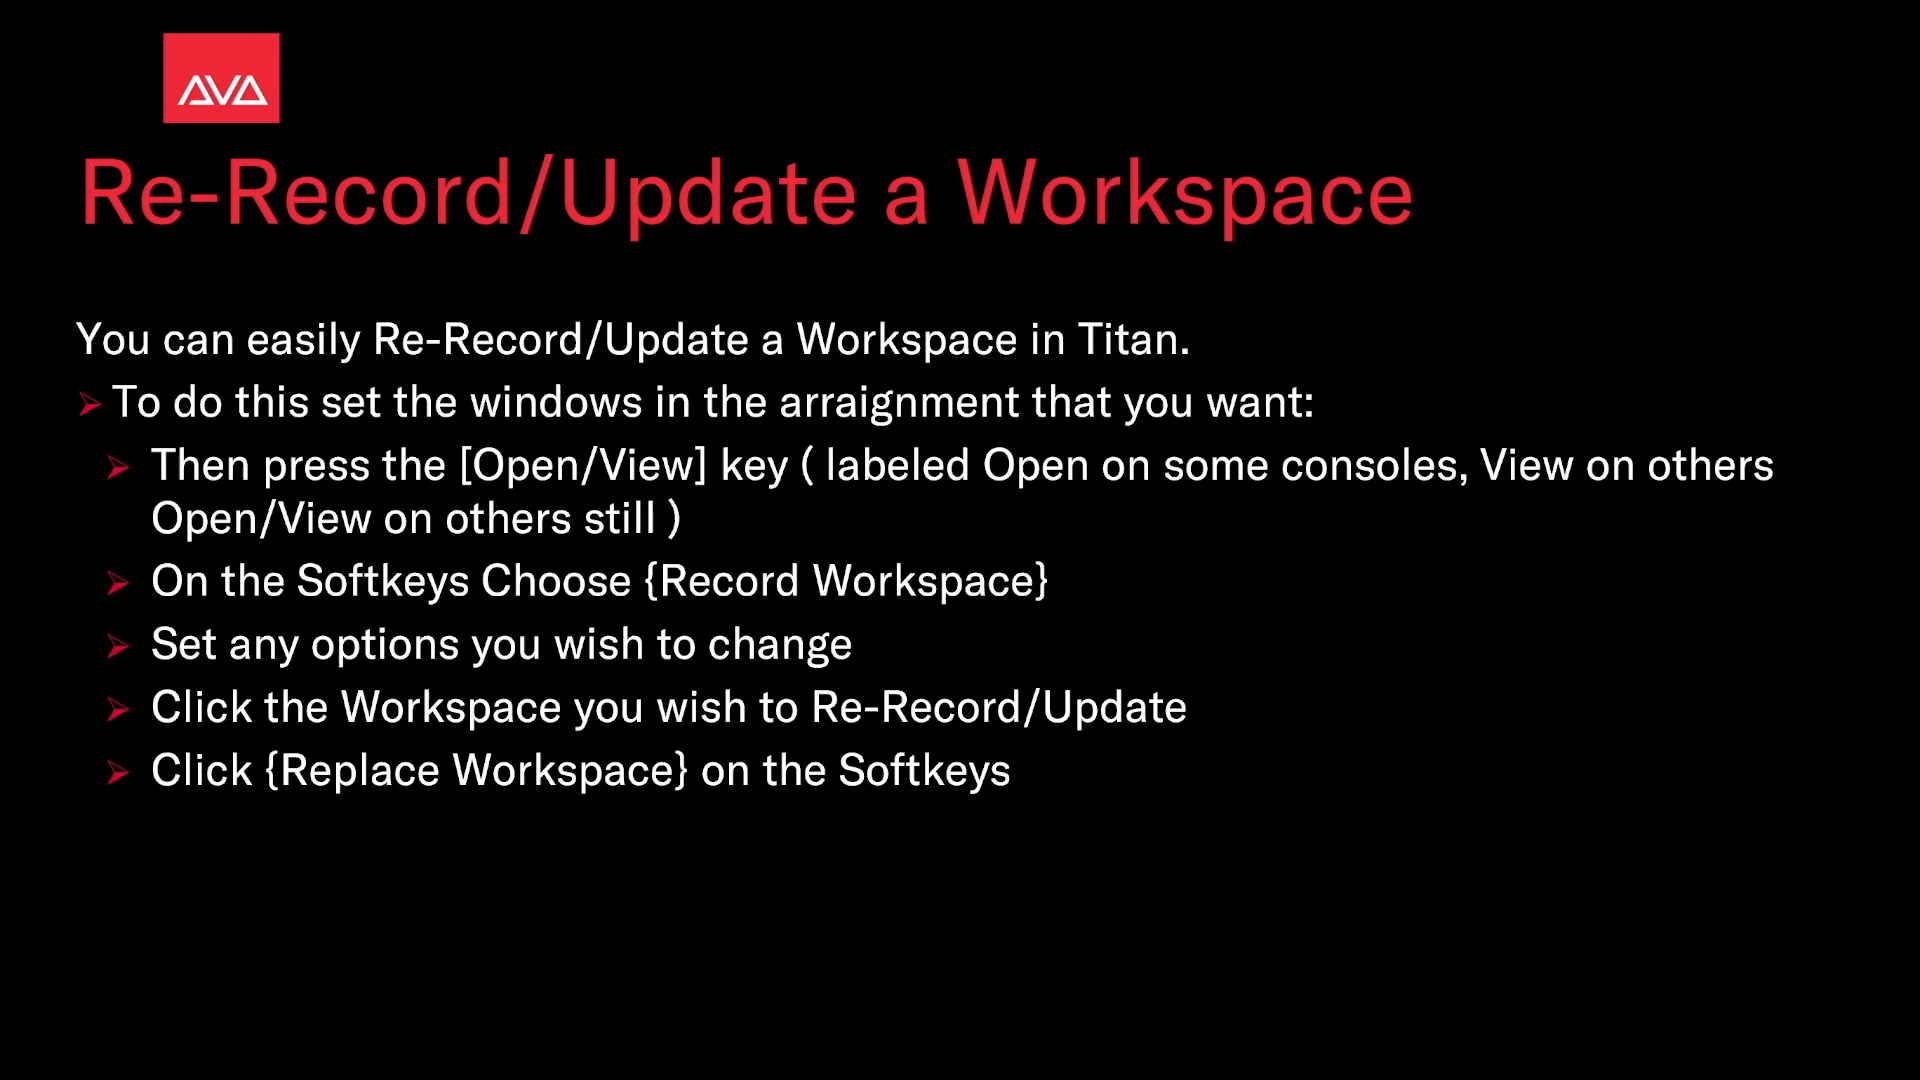 AVA
Re-Record/Update a Workspace
You can easily Re-Record/Update a Workspace in Titan.
➢ To do this set the windows in the arraignment that you want:
➢ Then press the [Open/View] key ( labeled Open on some consoles, View on others
Open/View on others still )
➢ On the Softkeys Choose {Record Workspace}
➢ Set any options you wish to change
➢ Click the Workspace you wish to Re-Record/Update
➢ Click {Replace Workspace} on the Softkeys